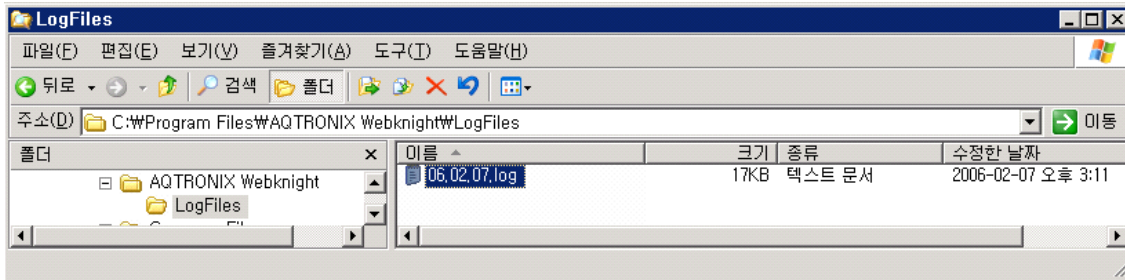 LogFiles
파일(F) 편집(E) 보기(V) 즐겨찾기(A) 도구(T) 도움말(H)
뒤로 검색 폴더
주소(D) C:₩Program Files₩AQTRONIX Webknight₩LogFiles 이동
폴더 이름 크기 종류 수정한 날짜
AQTRONIX Webknight 06,02,07,log 17KB 텍스트 문서 2006-02-07 오후 3:11
LogFiles